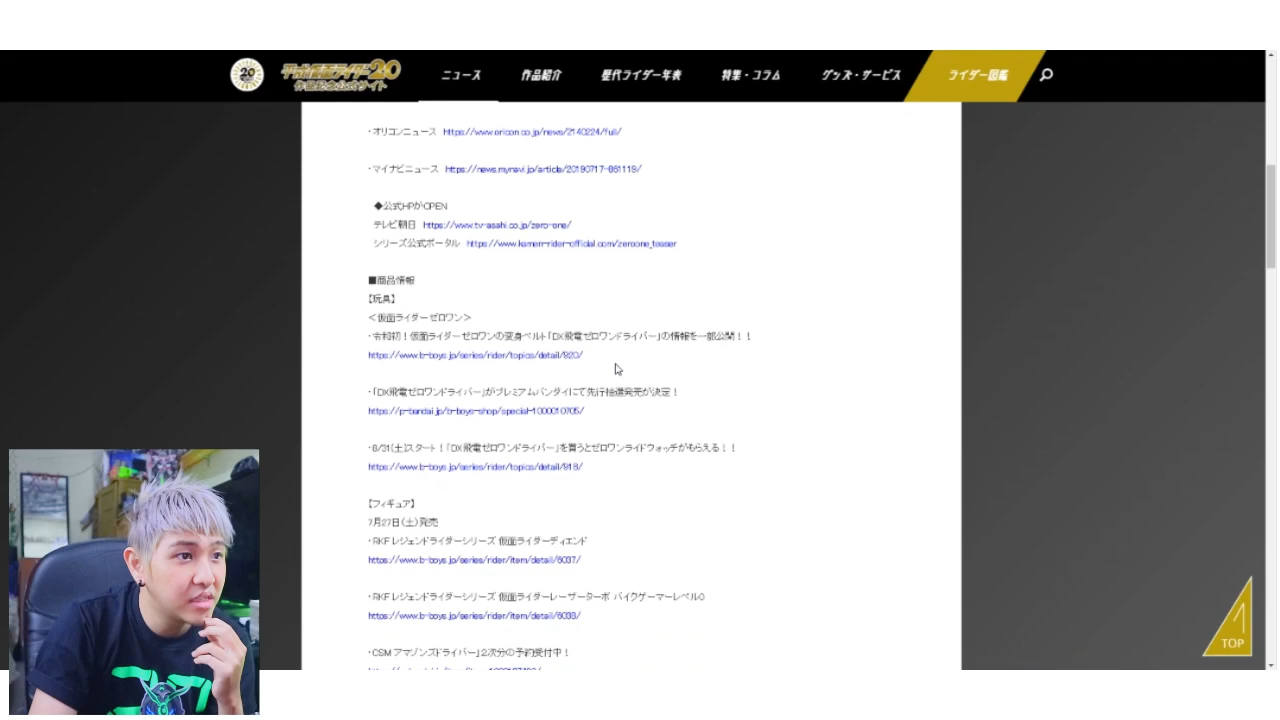 20
平成仮面ライダー20
作品記念公式サイト
ニュース 作品紹介 歴代ライダー年表 特集・コラム グッズ・サービス ライダー図鑑
・オリコンニュース https://www.oricon.co.jp/news/2140224/full/
・マイナビニュース https://news.mynavi.jp/article/20190717-861119/
◆公式HPがOPEN
テレビ朝日 https://www.tv-asahi.co.jp/zero-one/
シリーズ公式ポータル https://www.kamen-rider-official.com/zeroone_teaser
■商品情報
【玩具】
＜仮面ライダーゼロワン＞
・令和初！仮面ライダーゼロワンの変身ベルト「DX飛電ゼロワンドライバー」の情報を一部公開！！
https://www.b-boys.jp/series/rider/topics/detail/920/
・「DX飛電ゼロワンドライバー」がプレミアムバンダイにて先行抽選発売が決定！
https://p-bandai.jp/b-boys-shop/special-1000010705/
・8/31(土)スタート！「DX飛電ゼロワンドライバー」を買うとゼロワンライドウォッチがもらえる！！
https://www.b-boys.jp/series/rider/topics/detail/918/
【フィギュア】
7月27日（土）発売
・RKFレジェンドライダーシリーズ 仮面ライダーディエンド
https://www.b-boys.jp/series/rider/item/detail/6037/
・RKFレジェンドライダーシリーズ 仮面ライダーレーザーターボ バイクゲーマーレベル0
https://www.b-boys.jp/series/rider/item/detail/6038/
・CSMアマゾンズドライバー」2次分の予約受付中！
TOP